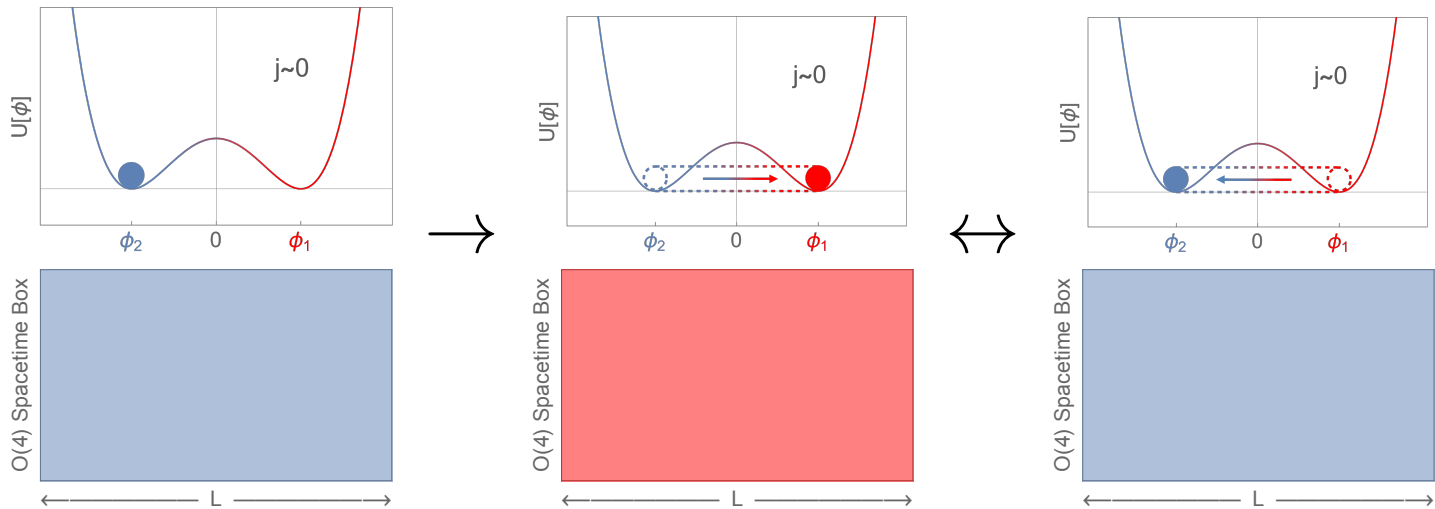 U[ϕ]
j~0
ϕ₂ 0 ϕ₁
O(4) Spacetime Box
L
U[ϕ]
j~0
ϕ₂ 0 ϕ₁
O(4) Spacetime Box
L
U[ϕ]
j~0
ϕ₂ 0 ϕ₁
O(4) Spacetime Box
L